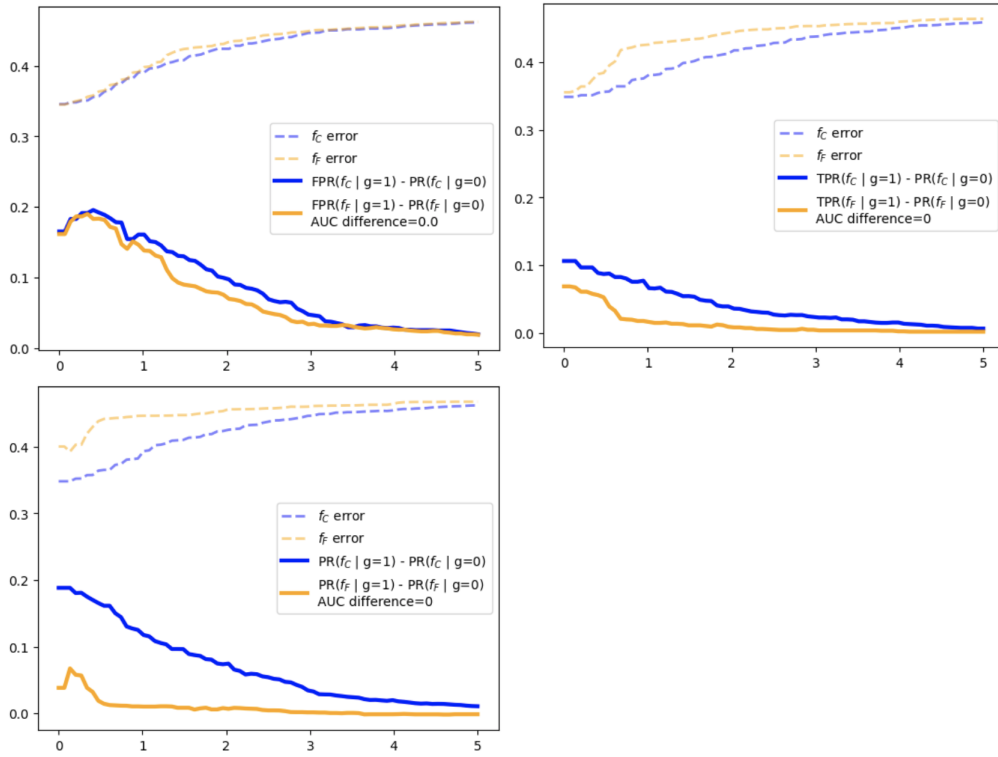 0.4
0.3
0.2
0.1
0.0
0 1 2 3 4 5
f_C error
f_F error
FPR(f_C | g=1) - PR(f_C | g=0)
FPR(f_F | g=1) - PR(f_F | g=0)
AUC difference=0.0
0.4
0.3
0.2
0.1
0.0
0 1 2 3 4 5
f_C error
f_F error
TPR(f_C | g=1) - PR(f_C | g=0)
TPR(f_F | g=1) - PR(f_F | g=0)
AUC difference=0
0.4
0.3
0.2
0.1
0.0
0 1 2 3 4 5
f_C error
f_F error
PR(f_C | g=1) - PR(f_C | g=0)
PR(f_F | g=1) - PR(f_F | g=0)
AUC difference=0